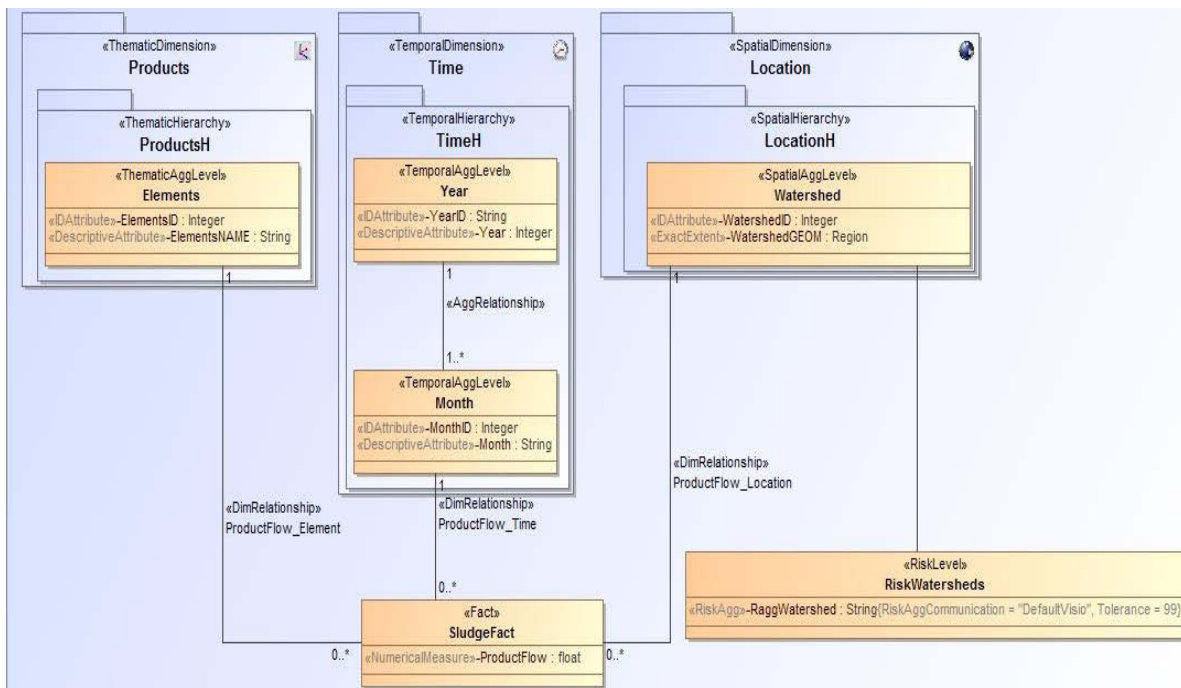 «ThematicDimension»
Products
«ThematicHierarchy»
ProductsH
«ThematicAggLevel»
Elements
«IDAttribute»-ElementsID : Integer
«DescriptiveAttribute»-ElementsNAME : String
1
«DimRelationship»
ProductFlow_Element
0..*
«TemporalDimension»
Time
«TemporalHierarchy»
TimeH
«TemporalAggLevel»
Year
«IDAttribute»-YearID : String
«DescriptiveAttribute»-Year : Integer
1
«AggRelationship»
1..*
«TemporalAggLevel»
Month
«IDAttribute»-MonthID : Integer
«DescriptiveAttribute»-Month : String
1
«DimRelationship»
ProductFlow_Time
0..*
«Fact»
SludgeFact
«NumericalMeasure»-ProductFlow : float
«SpatialDimension»
Location
«SpatialHierarchy»
LocationH
«SpatialAggLevel»
Watershed
«IDAttribute»-WatershedID : Integer
«ExactExtent»-WatershedGEOM : Region
1
«DimRelationship»
ProductFlow_Location
0..*
«RiskLevel»
RiskWatersheds
«RiskAgg»-RaggWatershed : String{RiskAggCommunication = "DefaultVisio", Tolerance = 99}